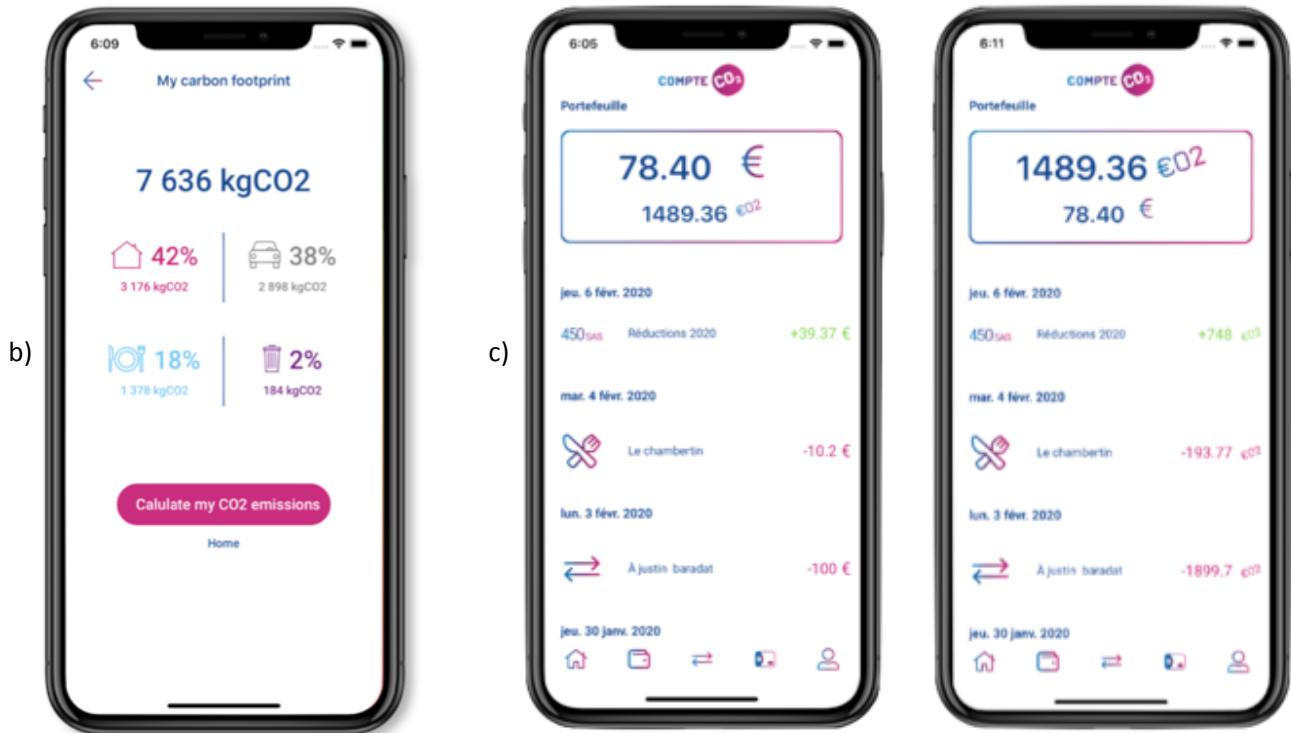 b)
6:09
My carbon footprint
7 636 kgCO2
42%
3 176 kgCO2
38%
2 898 kgCO2
18%
1 378 kgCO2
2%
184 kgCO2
Calulate my CO2 emissions
Home
c)
6:05
COMPTE CO2
Portefeuille
78.40 €
1489.36 €O2
jeu. 6 févr. 2020
450 SAS Réductions 2020 +39.37 €
mar. 4 févr. 2020
Le chambertin -10.2 €
lun. 3 févr. 2020
À justin baradat -100 €
jeu. 30 janv. 2020
6:11
COMPTE CO2
Portefeuille
1489.36 €O2
78.40 €
jeu. 6 févr. 2020
450 SAS Réductions 2020 +748 €O2
mar. 4 févr. 2020
Le chambertin -193.77 €O2
lun. 3 févr. 2020
À justin baradat -1899.7 €O2
jeu. 30 janv. 2020